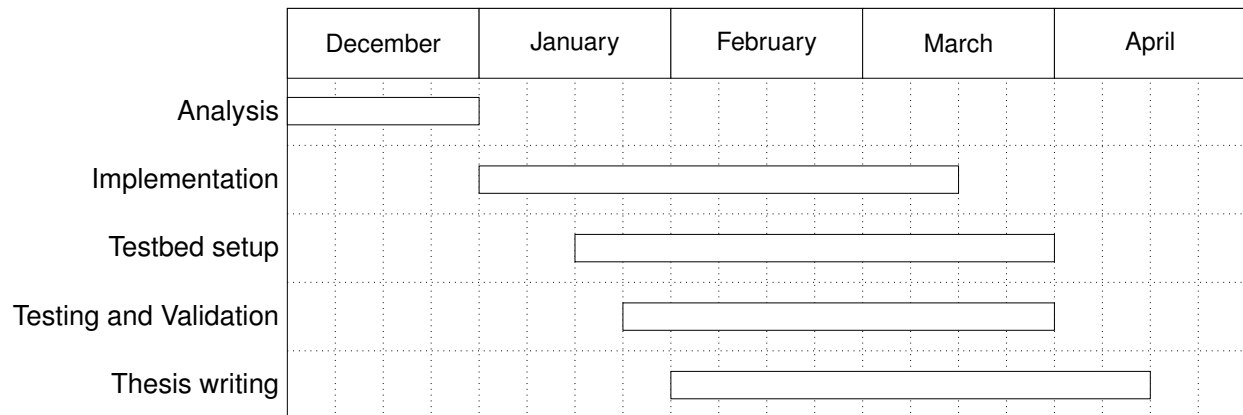 December January February March April
Analysis
Implementation
Testbed setup
Testing and Validation
Thesis writing